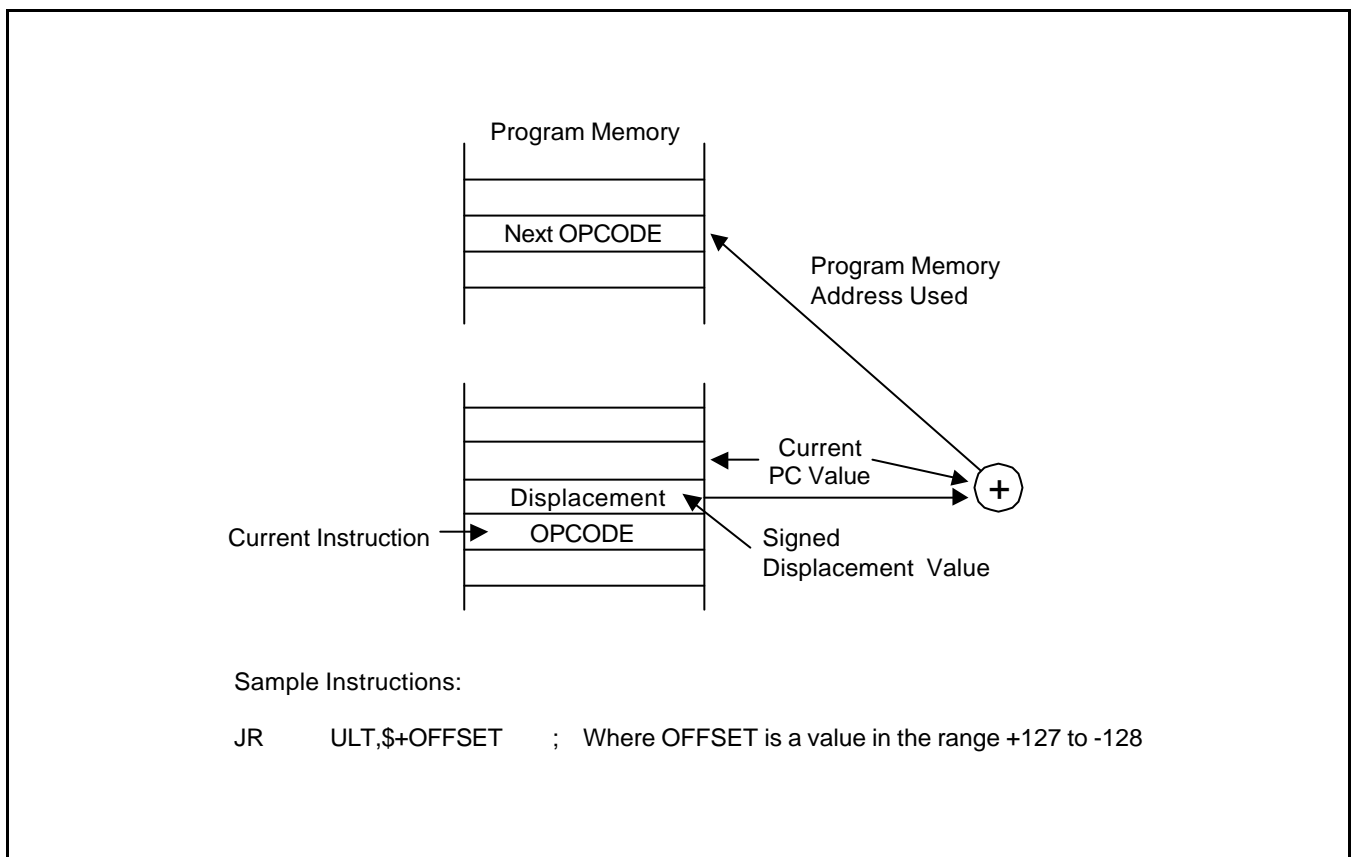 Program Memory
Next OPCODE
Program Memory
Address Used
Current
PC Value
+
Displacement
Current Instruction
OPCODE
Signed
Displacement Value
Sample Instructions:
JR ULT,$+OFFSET ; Where OFFSET is a value in the range +127 to -128